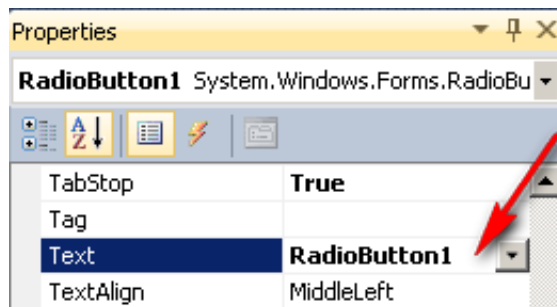 Properties
RadioButton1 System.Windows.Forms.RadioBu
A
Z
TabStop True
Tag
Text RadioButton1
TextAlign MiddleLeft